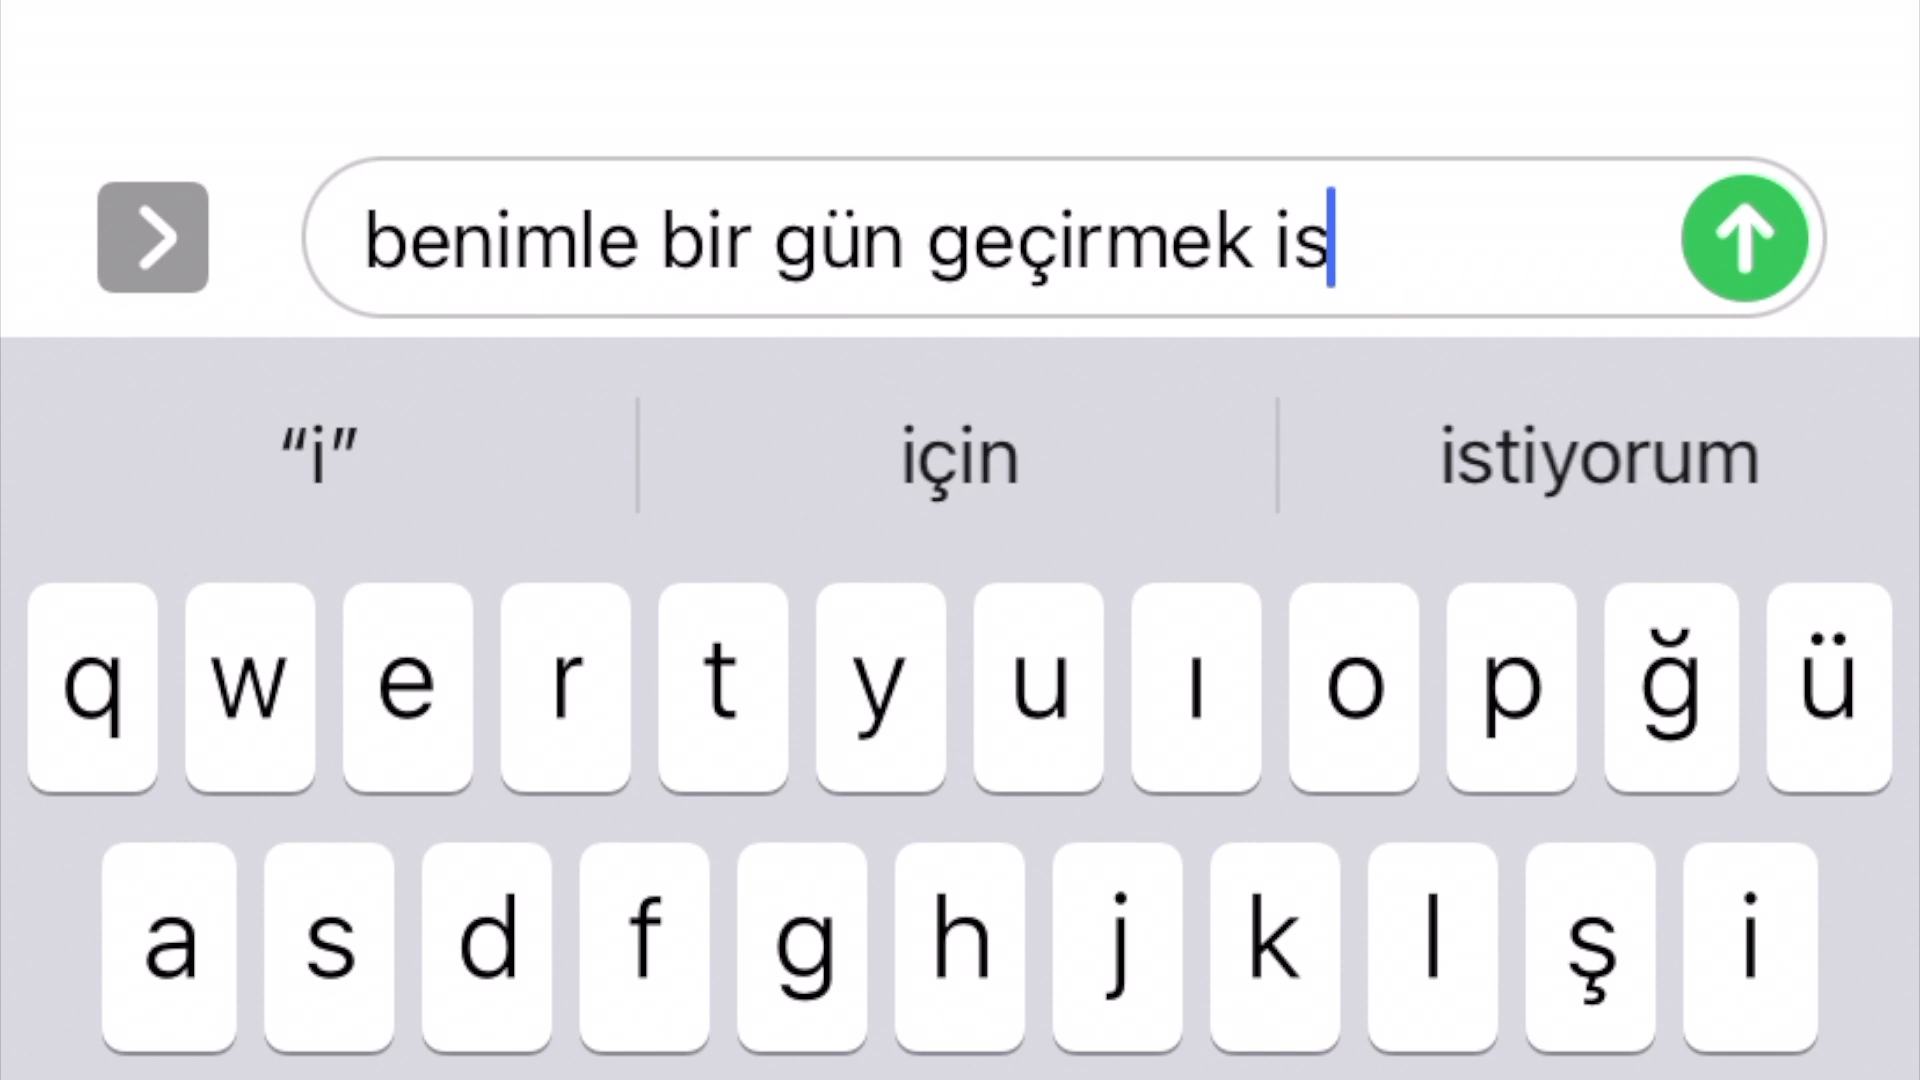 benimle bir gün geçirmek is
“i” için istiyorum
q w e r t y u ı o p ğ ü
a s d f g h j k l ş i